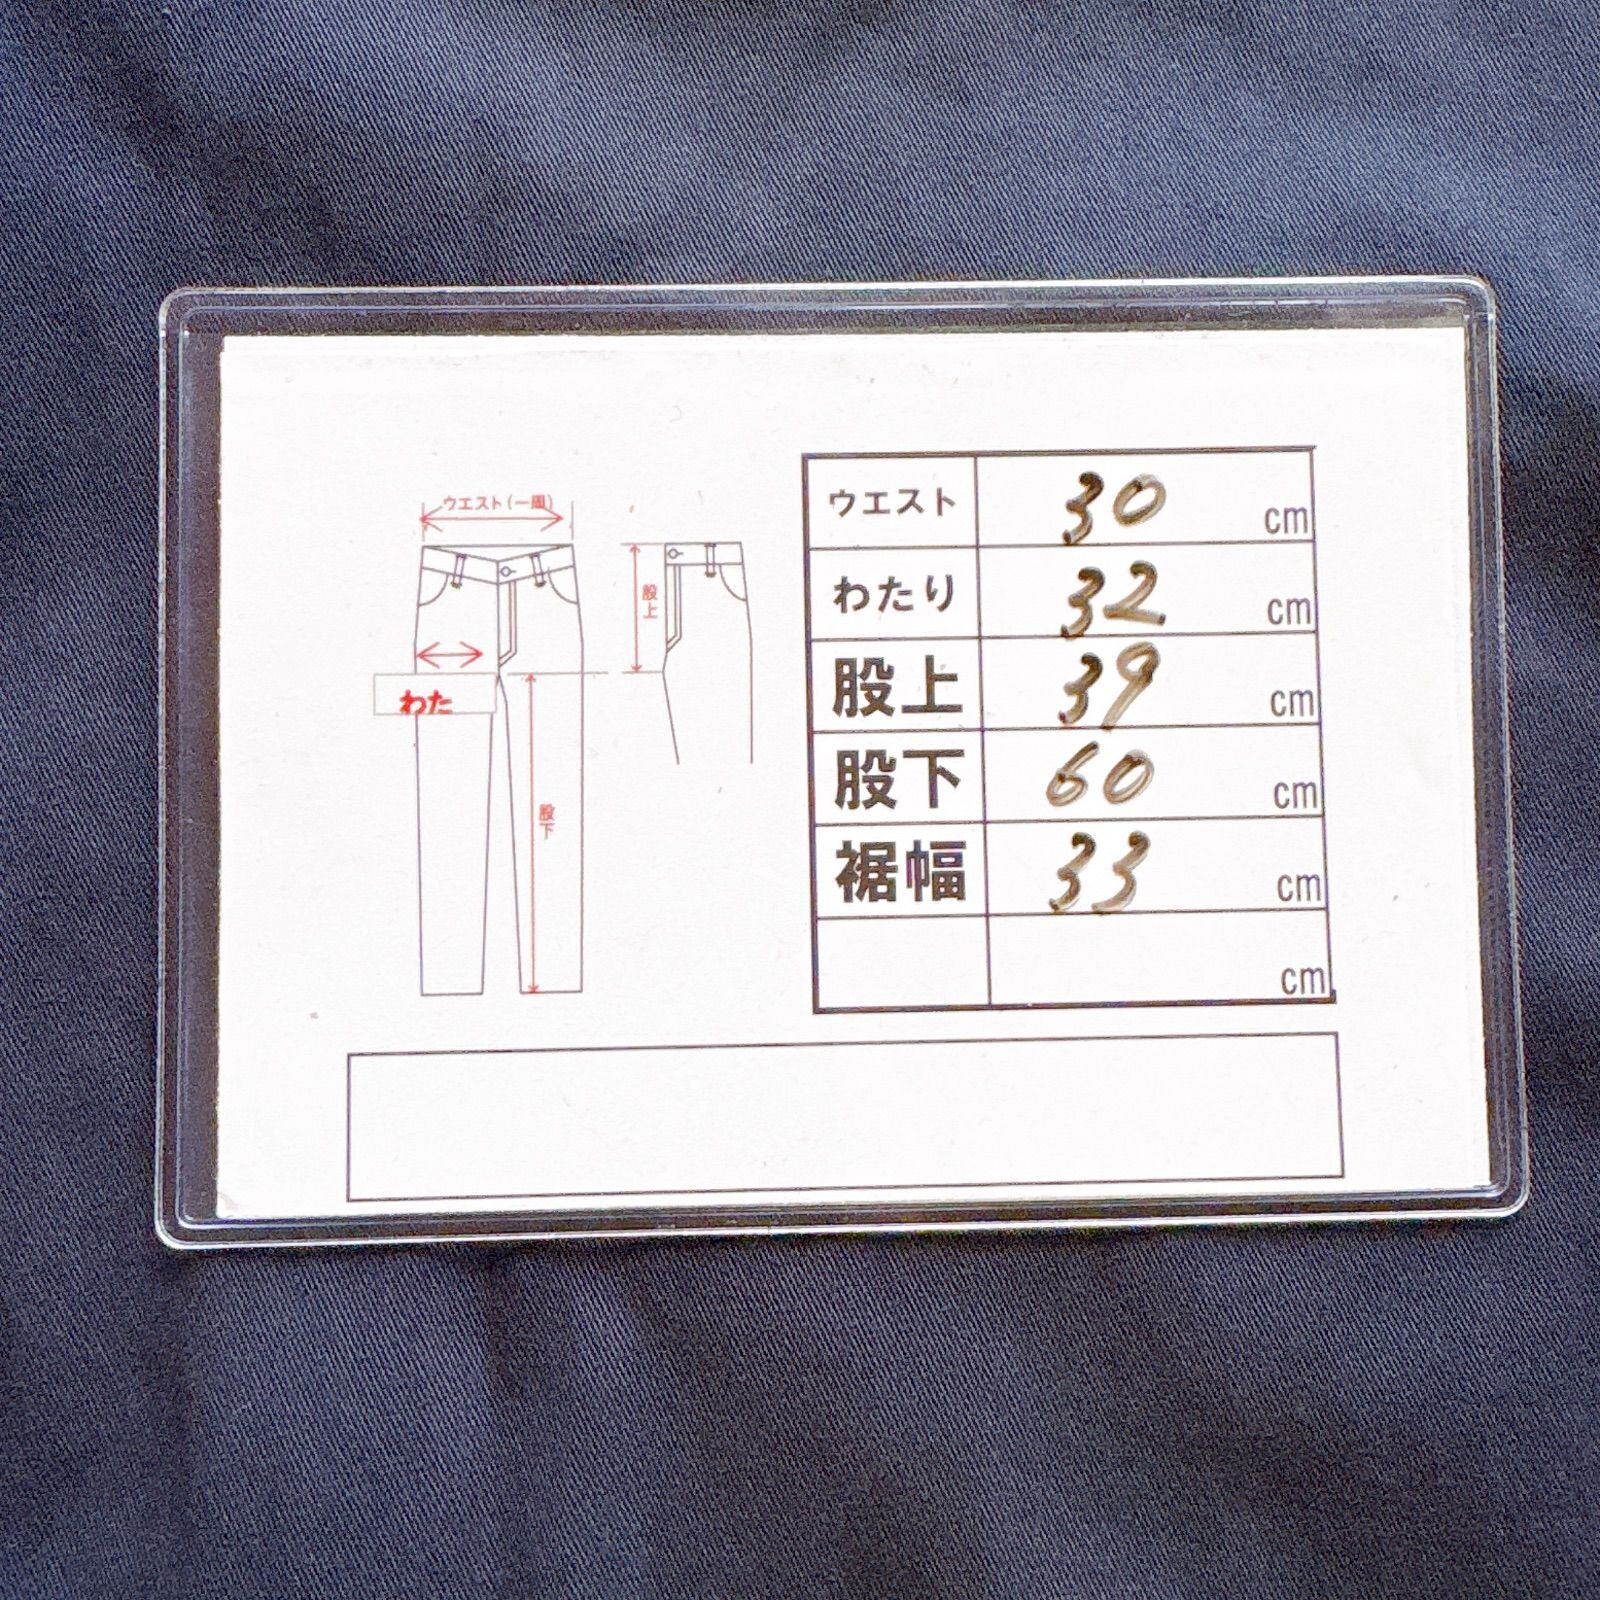 ウエスト(一周)
股上
わた
股下
ウエスト 30 cm
わたり 32 cm
股上 39 cm
股下 60 cm
裾幅 33 cm
cm